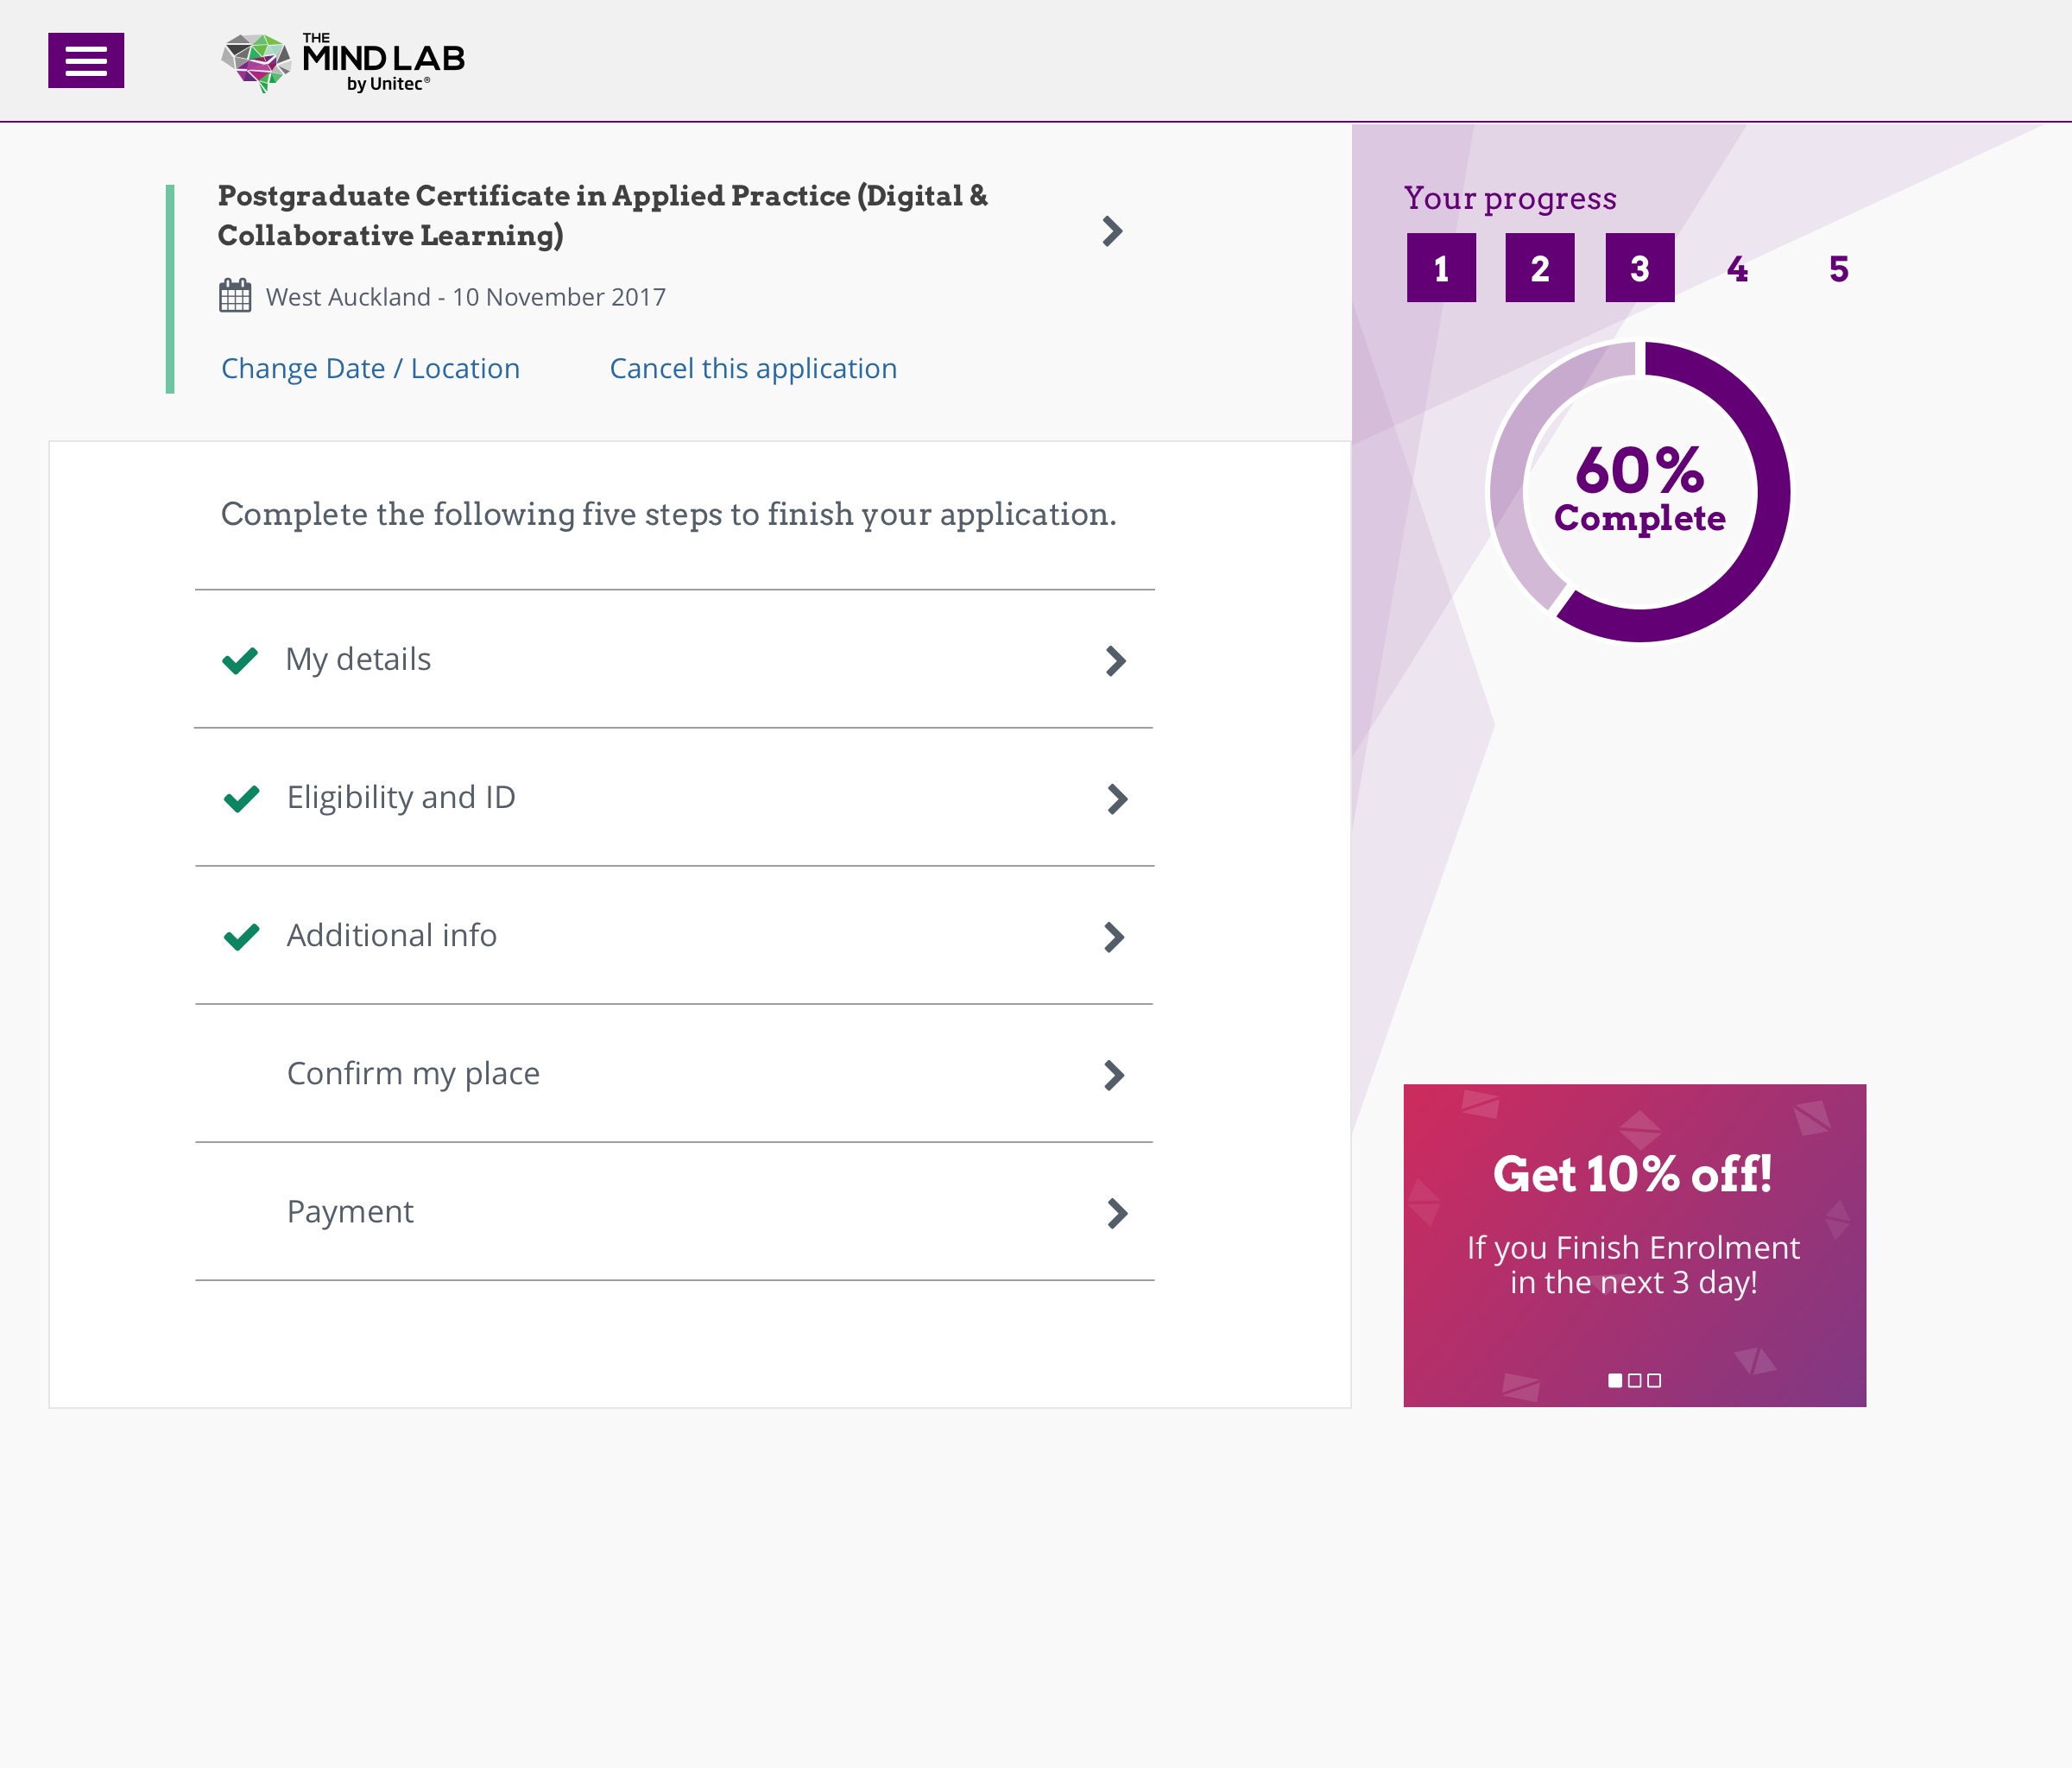 THE
MIND LAB
by Unitec®
Postgraduate Certificate in Applied Practice (Digital &
Collaborative Learning)
West Auckland - 10 November 2017
Change Date / Location
Cancel this application
Complete the following five steps to finish your application.
My details
Eligibility and ID
Additional info
Confirm my place
Payment
Your progress
1 2 3 4 5
60%
Complete
Get 10% off!
If you Finish Enrolment
in the next 3 day!